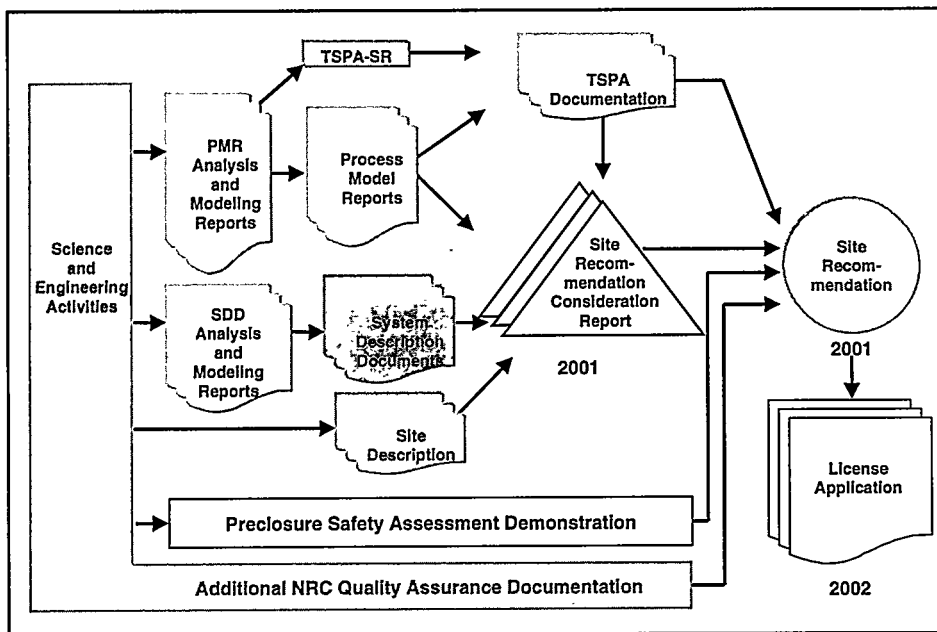 TSPA-SR
TSPA
Documentation
PMR
Analysis
and
Modeling
Reports
Process
Model
Reports
Science
and
Engineering
Activities
Site
Recom-
mendation
Consideration
Report
2001
Site
Recom-
mendation
2001
SDD
Analysis
and
Modeling
Reports
System
Description
Documents
Site
Description
License
Application
2002
Preclosure Safety Assessment Demonstration
Additional NRC Quality Assurance Documentation